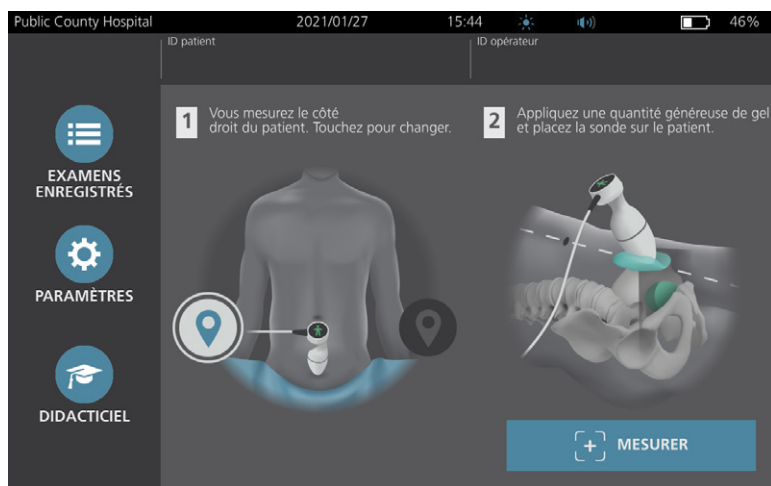 Public County Hospital 2021/01/27 15:44 46%
ID patient ID opérateur
1 Vous mesurez le côté
droit du patient. Touchez pour changer.
2 Appliquez une quantité généreuse de gel
et placez la sonde sur le patient.
EXAMENS
ENREGISTRÉS
PARAMÈTRES
DIDACTICIEL
MESURER